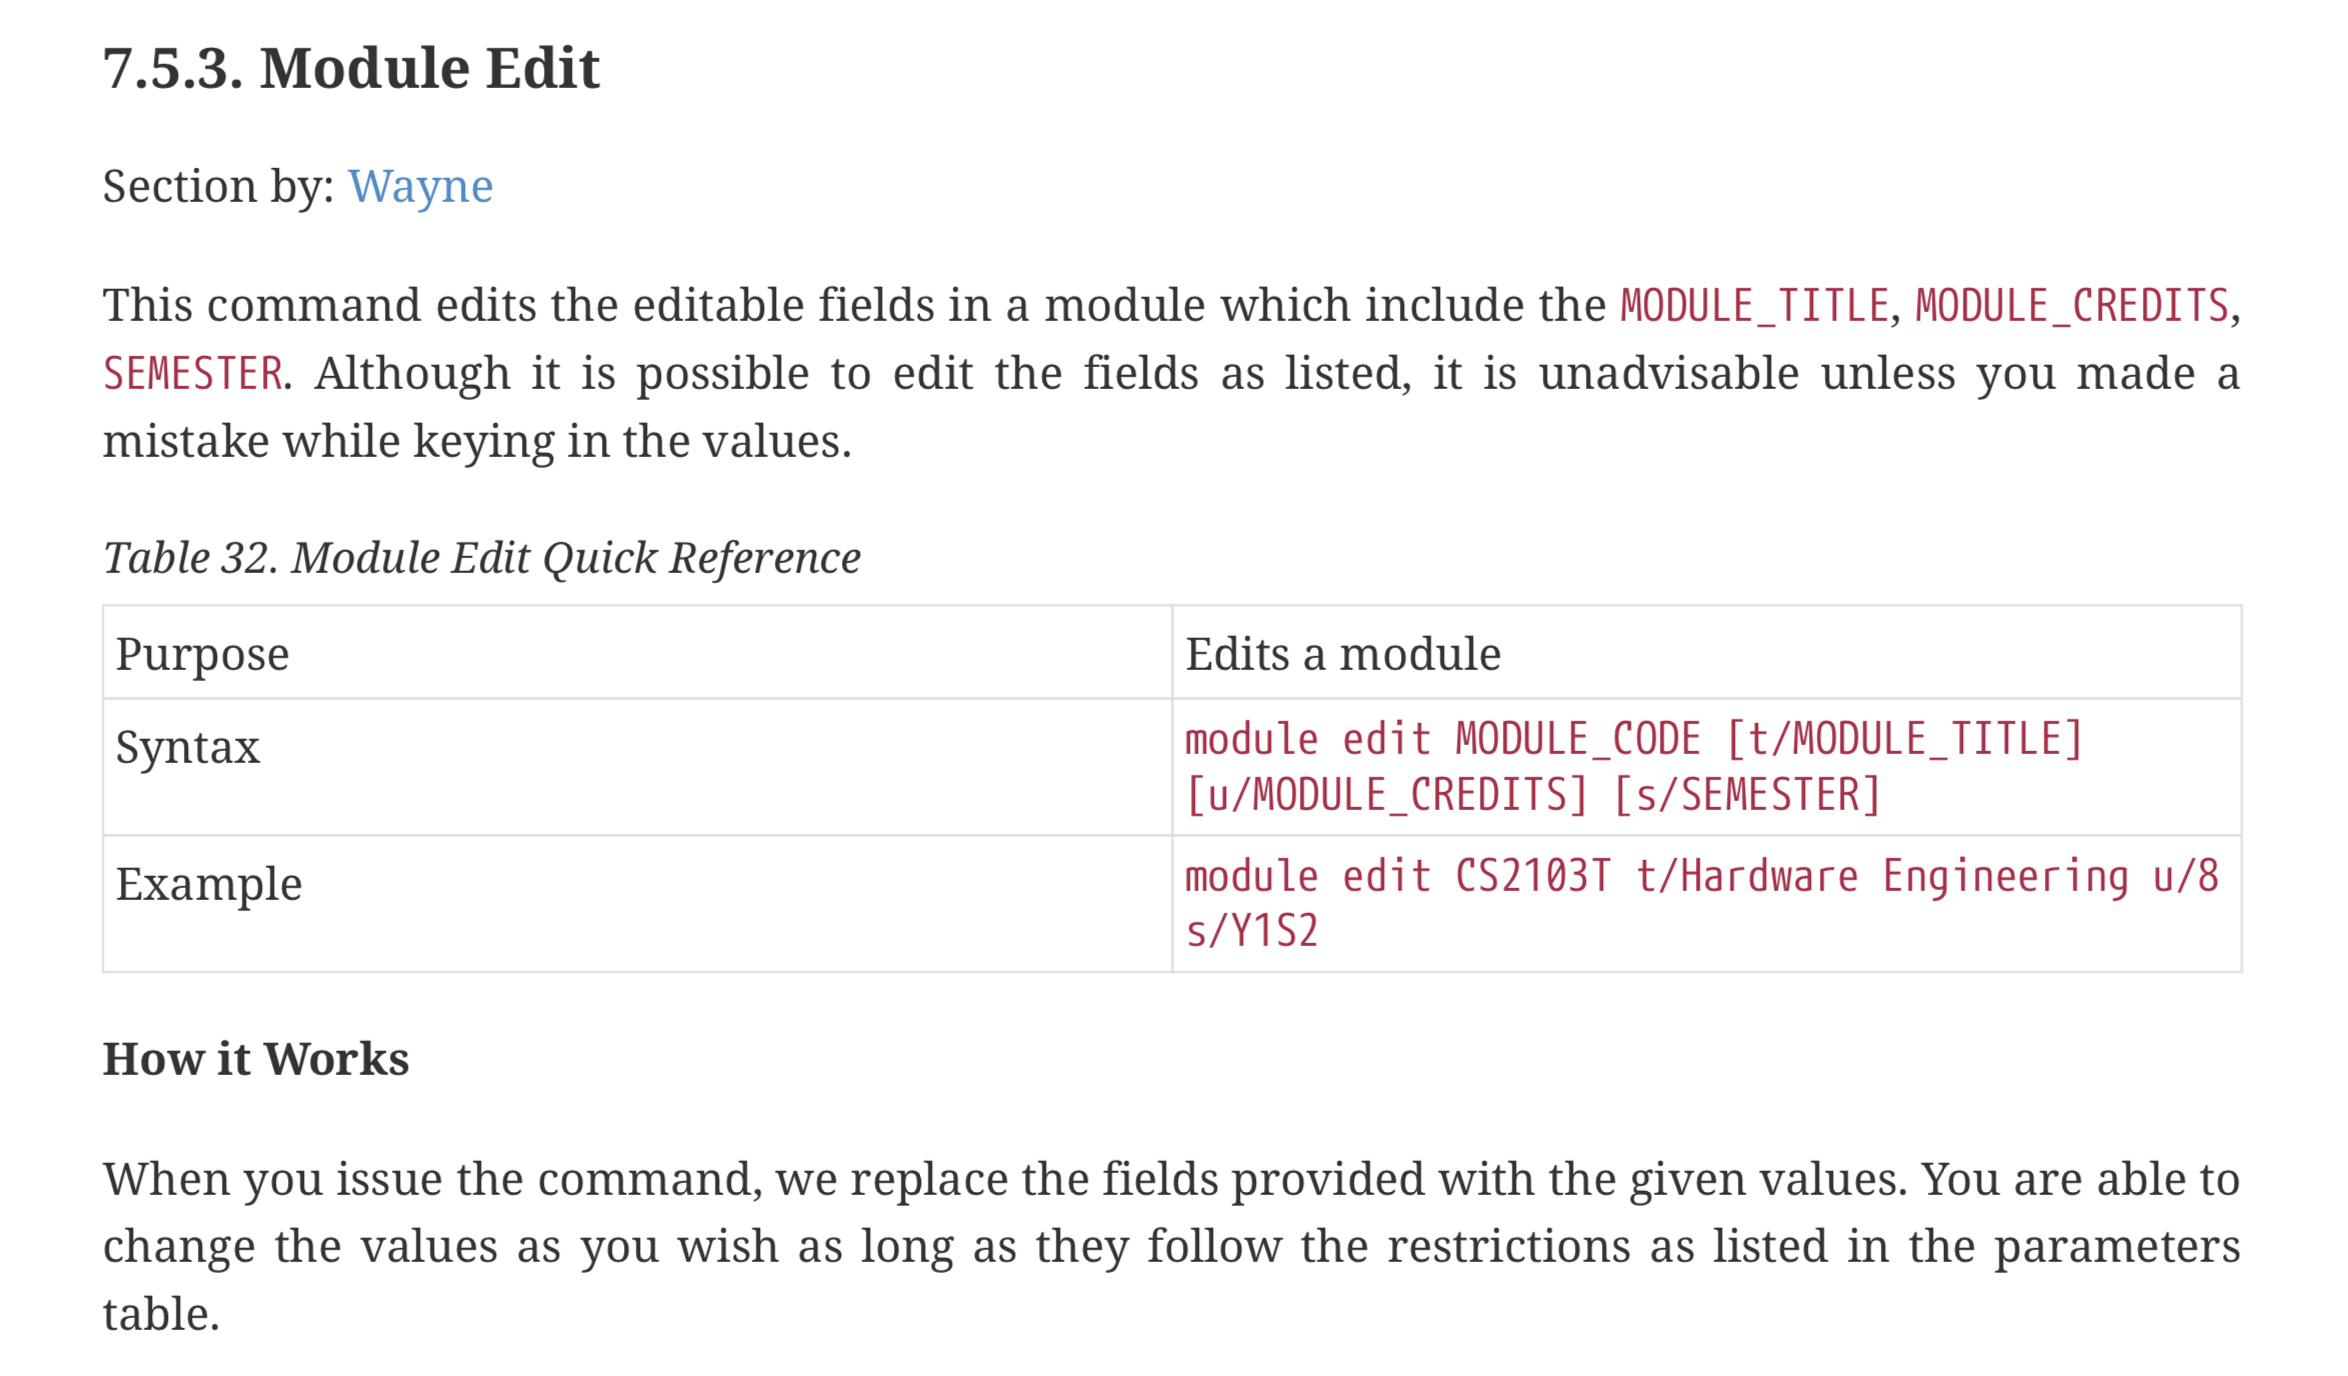 7.5.3. Module Edit
Section by: Wayne
This command edits the editable fields in a module which include the MODULE_TITLE, MODULE_CREDITS,
SEMESTER. Although it is possible to edit the fields as listed, it is unadvisable unless you made a
mistake while keying in the values.
Table 32. Module Edit Quick Reference
Purpose
Edits a module
Syntax
module edit MODULE_CODE [t/MODULE_TITLE]
[u/MODULE_CREDITS] [s/SEMESTER]
Example
module edit CS2103T t/Hardware Engineering u/8
s/Y1S2
How it Works
When you issue the command, we replace the fields provided with the given values. You are able to
change the values as you wish as long as they follow the restrictions as listed in the parameters
table.